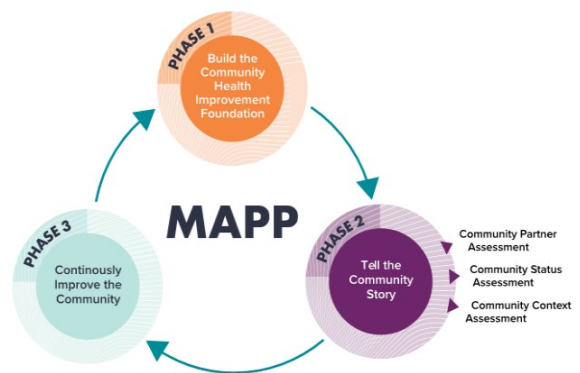 PHASE 1
Build the
Community
Health
Improvement
Foundation
MAPP
PHASE 2
Tell the
Community
Story
Community Partner
Assessment
Community Status
Assessment
Community Context
Assessment
PHASE 3
Continously
Improve the
Community